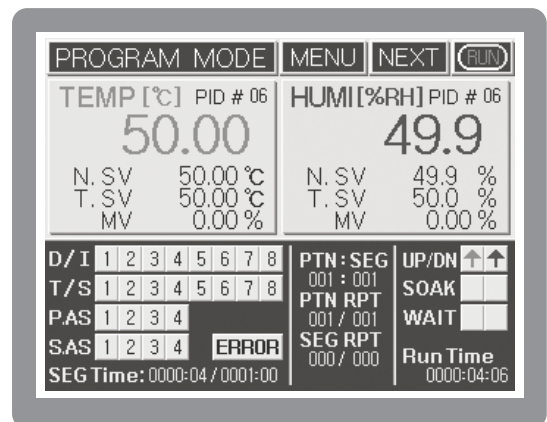 PROGRAM MODE MENU NEXT RUN
TEMP [℃] PID # 06
50.00
N. SV 50.00 ℃
T. SV 50.00 ℃
MV 0.00 %
HUMI [%RH] PID # 06
49.9
N. SV 49.9 %
T. SV 50.0 %
MV 0.00 %
D/I 1 2 3 4 5 6 7 8
T/S 1 2 3 4 5 6 7 8
P.AS 1 2 3 4
S.AS 1 2 3 4 ERROR
SEG Time: 0000:04 / 0001:00
PTN : SEG
001 : 001
PTN RPT
001 / 001
SEG RPT
000 / 000
UP/DN ↑ ↑
SOAK
WAIT
Run Time
0000:04:06